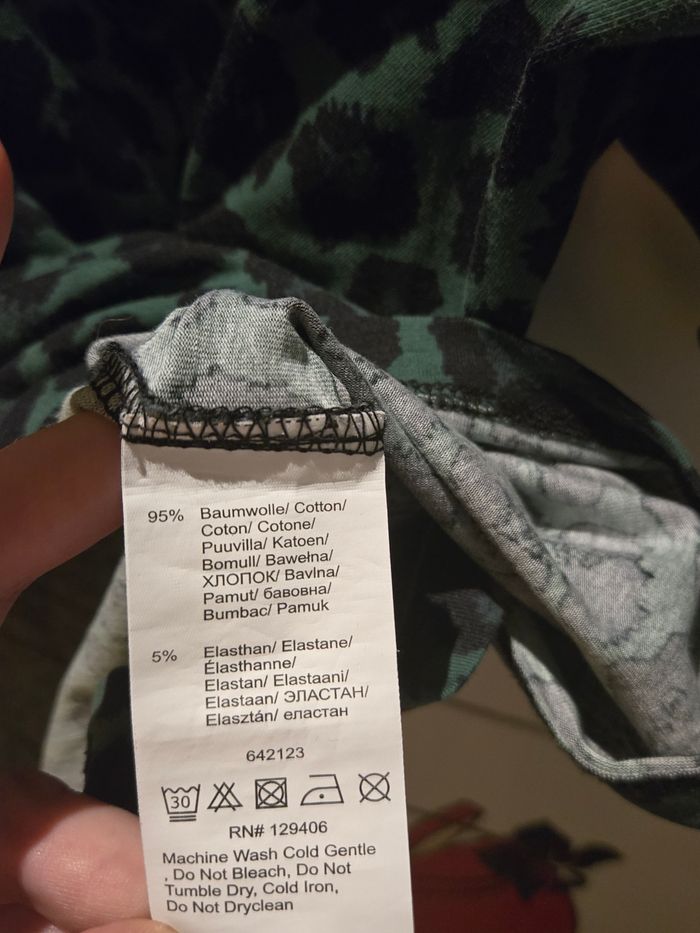 95% Baumwolle/ Cotton/
Coton/ Cotone/
Puuvilla/ Katoen/
Bomull/ Bawełna/
ХЛОПОК/ Bavlna/
Pamut/ бавовна/
Bumbac/ Pamuk
5% Elasthan/ Elastane/
Élasthanne/
Elastan/ Elastaani/
Elastaan/ ЭЛАСТАН/
Elasztán/ еластан
642123
30
RN# 129406
Machine Wash Cold Gentle
, Do Not Bleach, Do Not
Tumble Dry, Cold Iron,
Do Not Dryclean